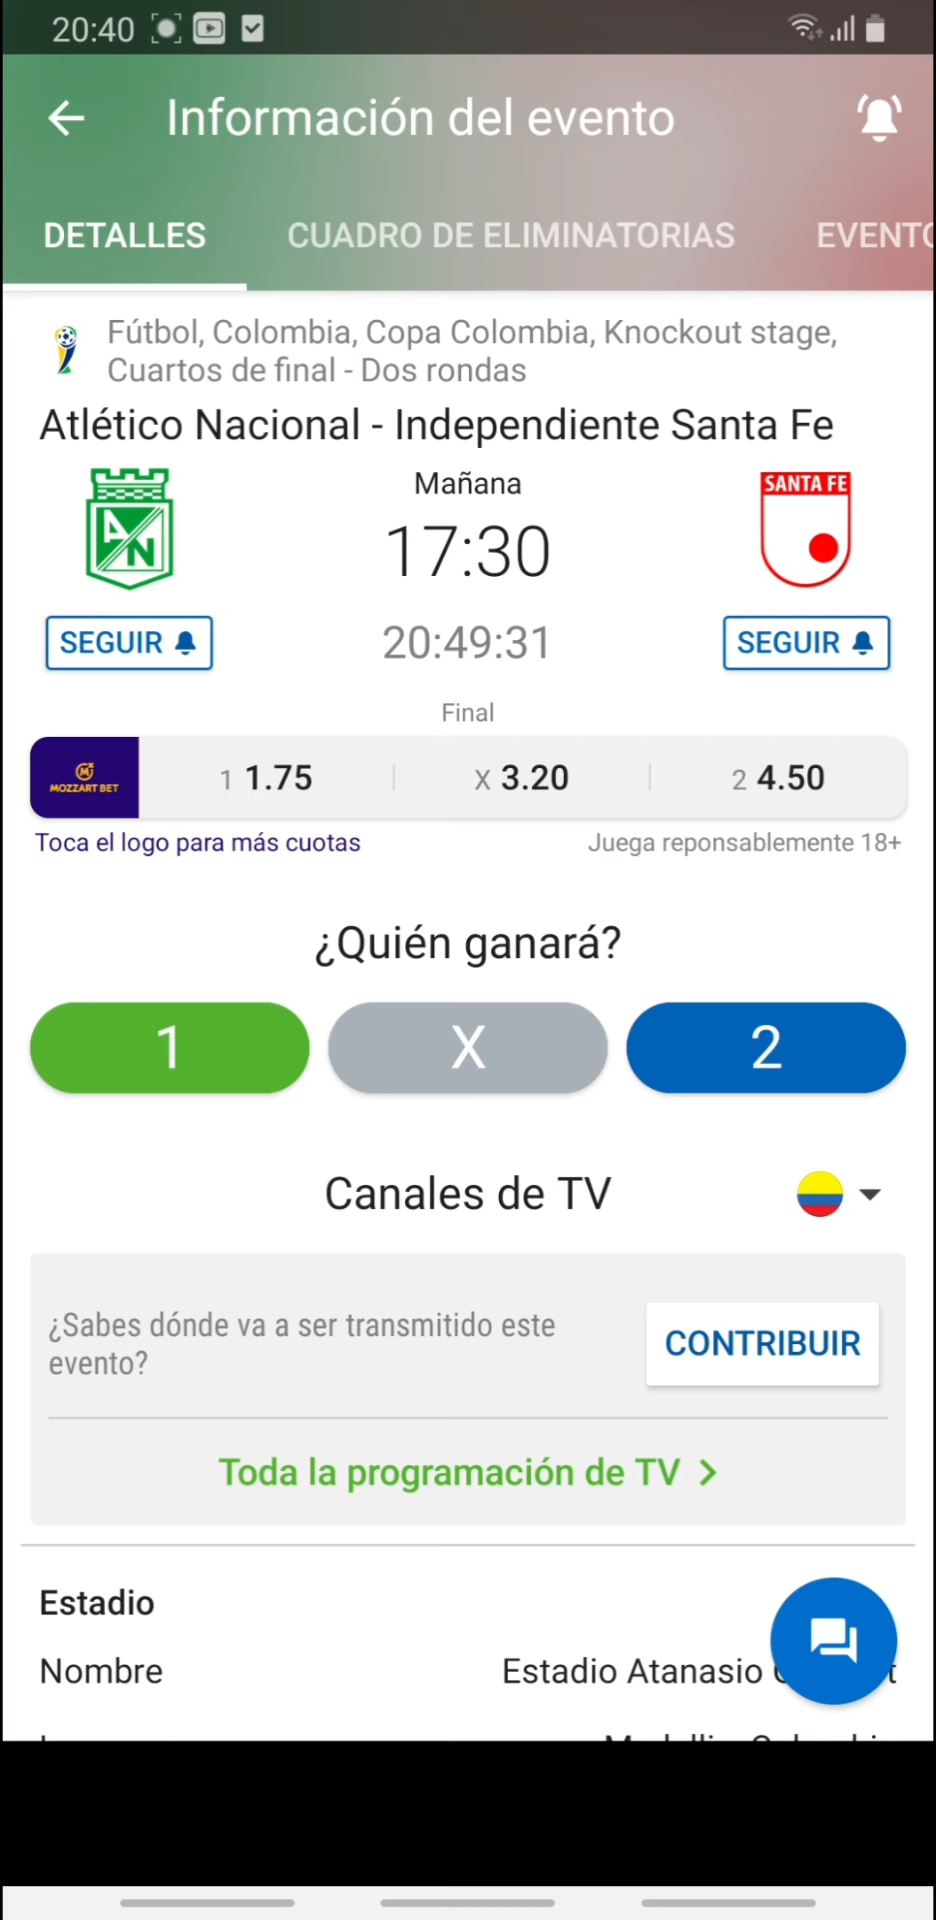 20:40
Información del evento
DETALLES
CUADRO DE ELIMINATORIAS
EVENTO
Fútbol, Colombia, Copa Colombia, Knockout stage,
Cuartos de final - Dos rondas
Atlético Nacional - Independiente Santa Fe
AN
Mañana
SANTA FE
17:30
SEGUIR
20:49:31
SEGUIR
Final
M
MOZZART BET
1 1.75
X 3.20
2 4.50
Toca el logo para más cuotas
Juega reponsablemente 18+
¿Quién ganará?
1
X
2
Canales de TV
¿Sabes dónde va a ser transmitido este
evento?
CONTRIBUIR
Toda la programación de TV
Estadio
Nombre
Estadio Atanasio